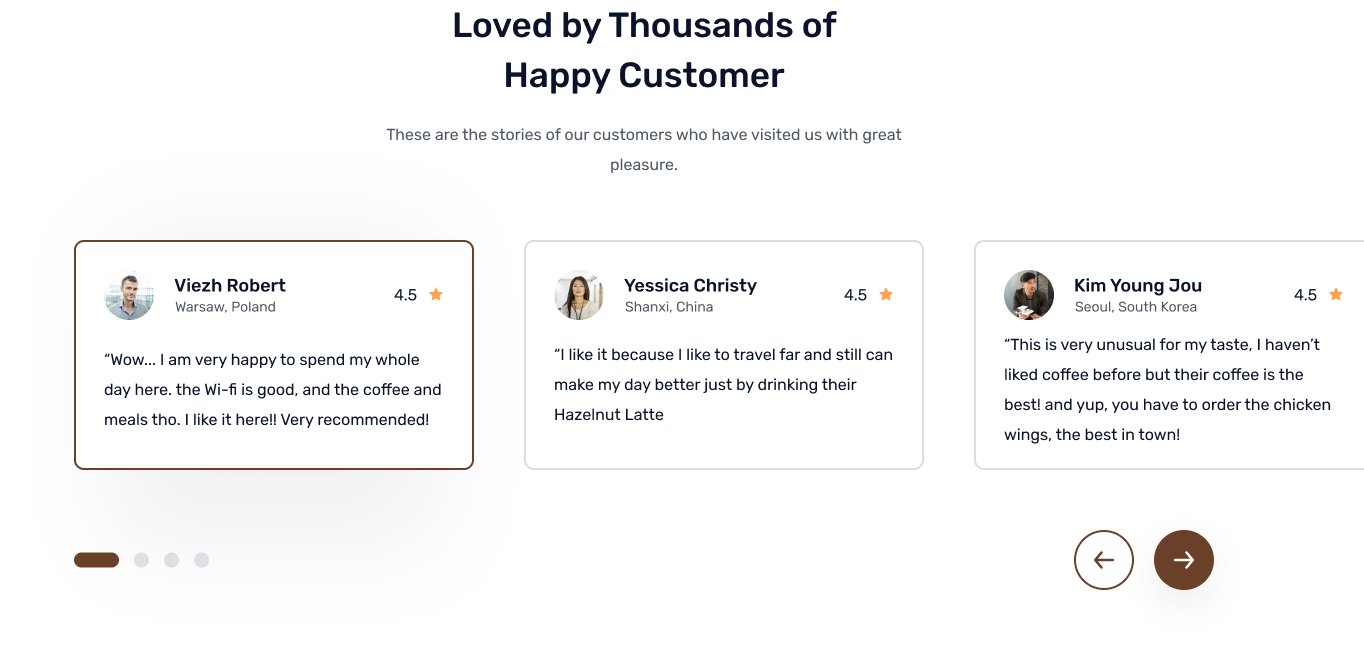 Loved by Thousands of
Happy Customer
These are the stories of our customers who have visited us with great
pleasure.
Viezh Robert
Warsaw, Poland
4.5
“Wow... I am very happy to spend my whole
day here. the Wi-fi is good, and the coffee and
meals tho. I like it here!! Very recommended!
Yessica Christy
Shanxi, China
4.5
“I like it because I like to travel far and still can
make my day better just by drinking their
Hazelnut Latte
Kim Young Jou
Seoul, South Korea
4.5
“This is very unusual for my taste, I haven’t
liked coffee before but their coffee is the
best! and yup, you have to order the chicken
wings, the best in town!